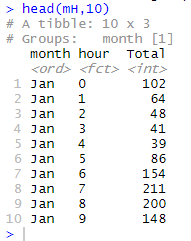 > head(mH,10)
# A tibble: 10 x 3
# Groups:   month [1]
   month hour  Total
   <ord> <fct> <int>
 1 Jan   0       102
 2 Jan   1        64
 3 Jan   2        48
 4 Jan   3        41
 5 Jan   4        39
 6 Jan   5        86
 7 Jan   6       154
 8 Jan   7       211
 9 Jan   8       200
10 Jan   9       148
>